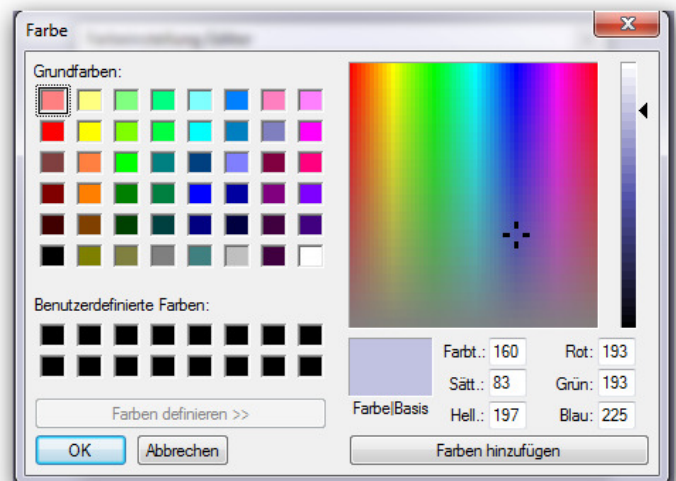 Farbe
Grundfarben:
Benutzerdefinierte Farben:
Farben definieren >>
OK
Abbrechen
Farbe|Basis
Farbt.: 160
Sätt.: 83
Hell.: 197
Rot: 193
Grün: 193
Blau: 225
Farben hinzufügen